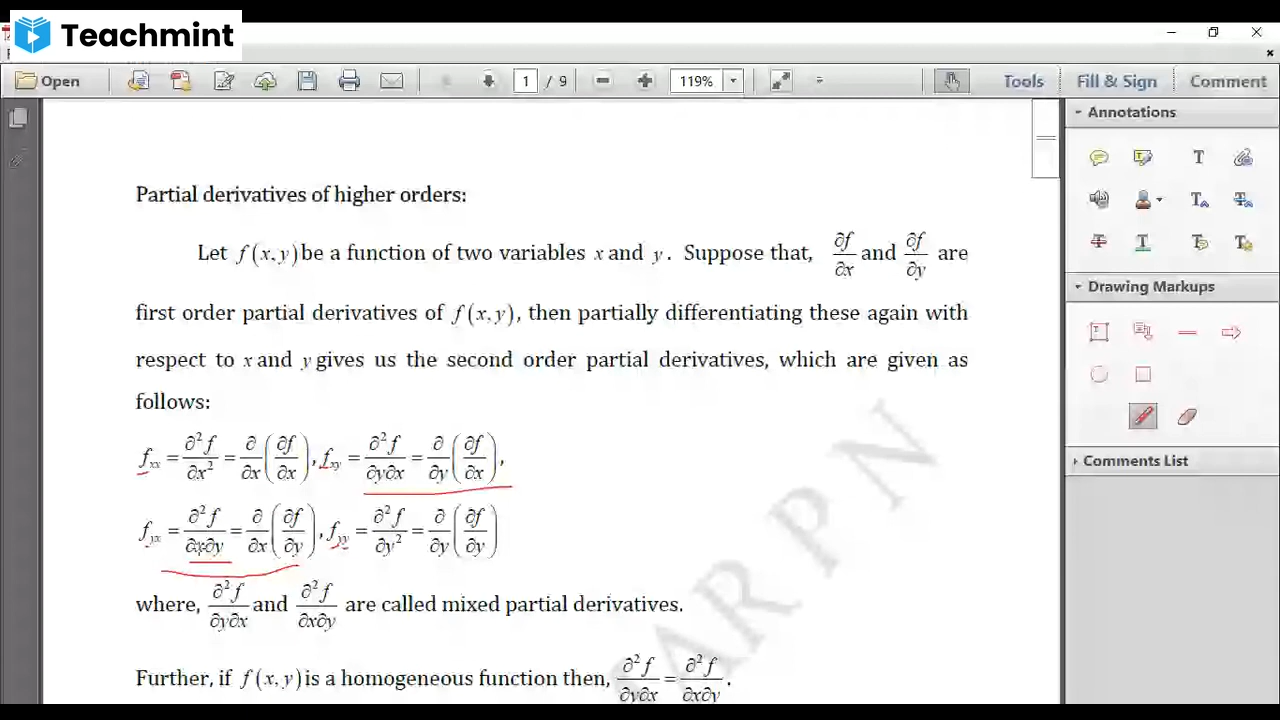 Teachmint
Open
1 / 9
119%
Tools
Fill & Sign
Comment
Annotations
Drawing Markups
Comments List
Partial derivatives of higher orders:
Let f(x,y) be a function of two variables x and y. Suppose that, ∂f/∂x and ∂f/∂y are
first order partial derivatives of f(x,y), then partially differentiating these again with
respect to x and y gives us the second order partial derivatives, which are given as
follows:
f_xx = ∂²f/∂x² = ∂/∂x (∂f/∂x), f_xy = ∂²f/∂y∂x = ∂/∂y (∂f/∂x),
f_yx = ∂²f/∂x∂y = ∂/∂x (∂f/∂y), f_yy = ∂²f/∂y² = ∂/∂y (∂f/∂y)
where, ∂²f/∂y∂x and ∂²f/∂x∂y are called mixed partial derivatives.
Further, if f(x,y) is a homogeneous function then, ∂²f/∂y∂x = ∂²f/∂x∂y.